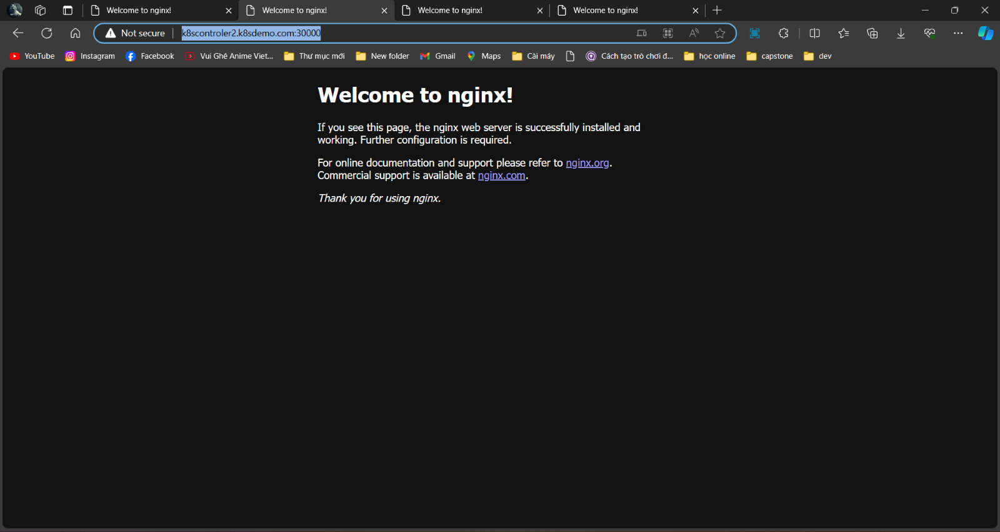 Welcome to nginx!
Welcome to nginx!
Welcome to nginx!
Welcome to nginx!
Not secure
k8scontroler2.k8sdemo.com:30000
YouTube
Instagram
Facebook
Vui Ghê Anime Viet...
Thư mục mới
New folder
Gmail
Maps
Cài máy
Cách tạo trò chơi đ...
học online
capstone
dev
Welcome to nginx!
If you see this page, the nginx web server is successfully installed and
working. Further configuration is required.
For online documentation and support please refer to nginx.org.
Commercial support is available at nginx.com.
Thank you for using nginx.